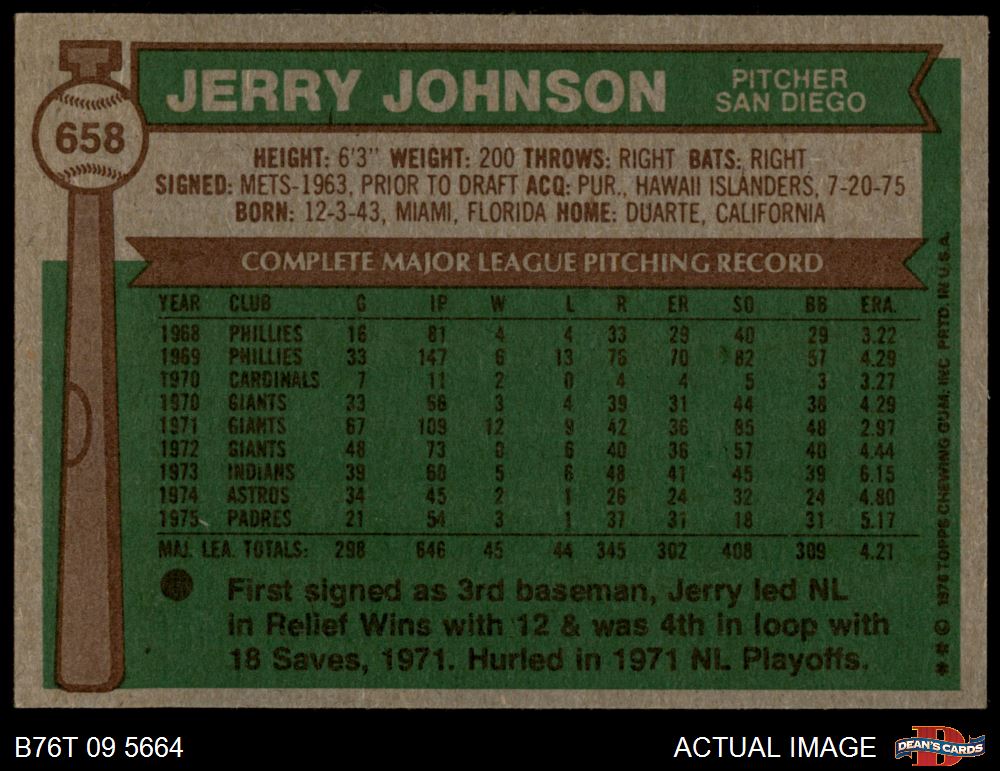 JERRY JOHNSON
PITCHER
SAN DIEGO
658
HEIGHT: 6'3" WEIGHT: 200 THROWS: RIGHT BATS: RIGHT
SIGNED: METS-1963, PRIOR TO DRAFT ACQ: PUR., HAWAII ISLANDERS, 7-20-75
BORN: 12-3-43, MIAMI, FLORIDA HOME: DUARTE, CALIFORNIA
COMPLETE MAJOR LEAGUE PITCHING RECORD
YEAR CLUB G IP W L R ER SO BB ERA.
1968 PHILLIES 16 81 4 4 33 29 40 29 3.22
1969 PHILLIES 33 147 6 13 76 70 82 57 4.29
1970 CARDINALS 7 11 2 0 4 4 5 3 3.27
1970 GIANTS 33 3 4 39 31 44 38 4.29
1971 GIANTS 67 109 12 9 42 36 85 48 2.97
1972 GIANTS 48 73 8 6 40 36 57 40 4.44
1973 INDIANS 39 60 5 6 48 41 45 39 6.15
1974 ASTROS 34 45 2 1 26 24 32 24 4.80
1975 PADRES 21 54 3 1 37 31 18 31 5.17
MAJ. LEA. TOTALS: 298 646 45 44 345 302 408 309 4.21
First signed as 3rd baseman, Jerry led NL
in Relief Wins with 12 & was 4th in loop with
18 Saves, 1971. Hurled in 1971 NL Playoffs.
** © 1976 TOPPS CHEWING GUM, INC. PRTD. IN U.S.A.
B76T 09 5664
ACTUAL IMAGE
D
DEAN'S CARDS